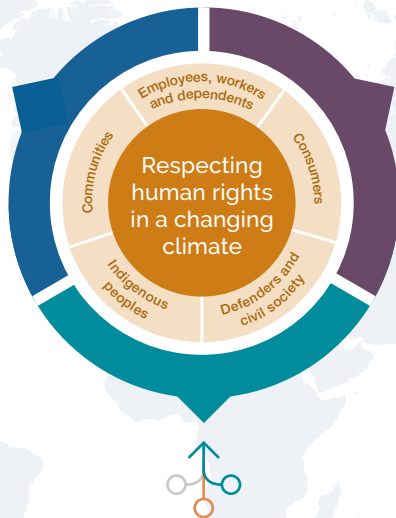 Employees, workers
and dependents
Communities
Consumers
Respecting
human rights
in a changing
climate
Indigenous
peoples
Defenders and
civil society